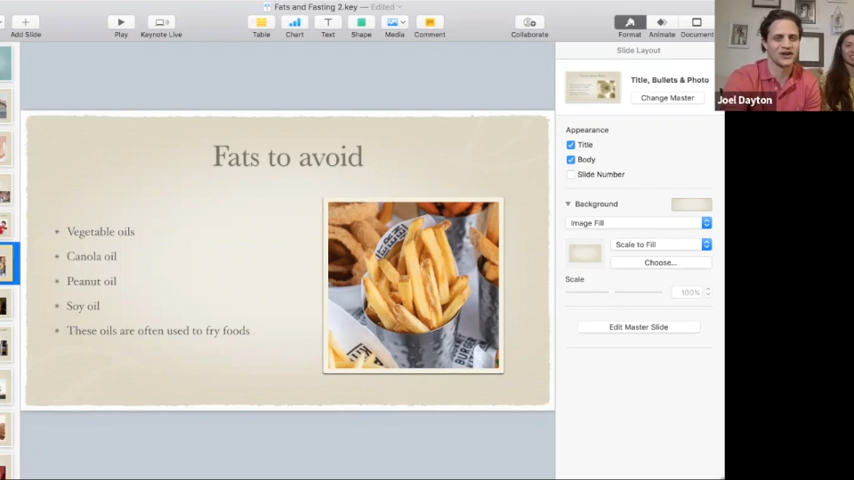 Fats and Fasting 2.key — Edited
Add Slide
Play
Keynote Live
Table
Chart
Text
Shape
Media
Comment
Collaborate
Format
Animate
Document
Slide Layout
Title, Bullets & Photo
Change Master
Joel Dayton
Appearance
Title
Body
Slide Number
Background
Image Fill
Scale to Fill
Choose...
Scale
100%
Edit Master Slide
Fats to avoid
Vegetable oils
Canola oil
Peanut oil
Soy oil
These oils are often used to fry foods
BURGER